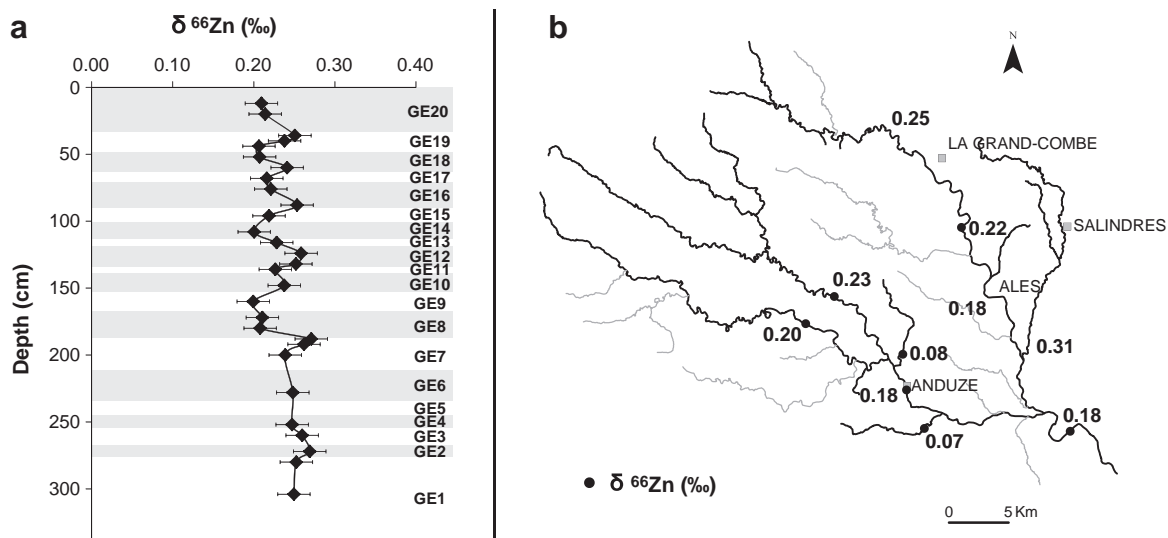 a
δ ⁶⁶Zn (‰)
0.00 0.10 0.20 0.30 0.40
Depth (cm)
0
50
100
150
200
250
300
GE20
GE19
GE18
GE17
GE16
GE15
GE14
GE13
GE12
GE11
GE10
GE9
GE8
GE7
GE6
GE5
GE4
GE3
GE2
GE1
b
N
0.25
LA GRAND-COMBE
0.22
SALINDRES
0.23
ALES
0.18
0.20
0.08
0.31
0.18
ANDUZE
0.18
0.07
δ ⁶⁶Zn (‰)
0 5 Km